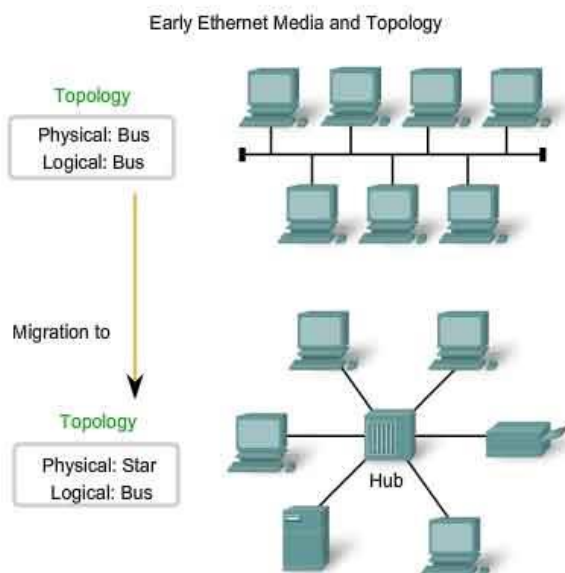 Early Ethernet Media and Topology
Topology
Physical: Bus
Logical: Bus
Migration to
Topology
Physical: Star
Logical: Bus
Hub